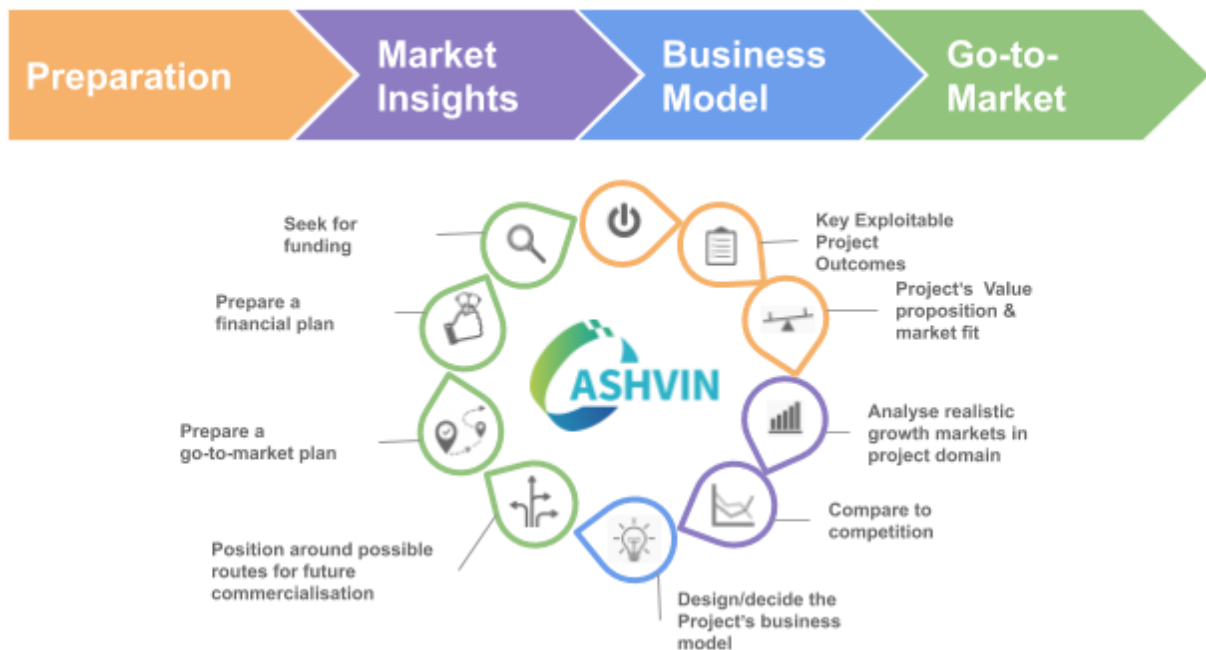 Preparation
Market
Insights
Business
Model
Go-to-
Market
Seek for
funding
Key Exploitable
Project
Outcomes
Prepare a
financial plan
Project's Value
proposition &
market fit
ASHVIN
Prepare a
go-to-market plan
Analyse realistic
growth markets in
project domain
Compare to
competition
Position around possible
routes for future
commercialisation
Design/decide the
Project's business
model